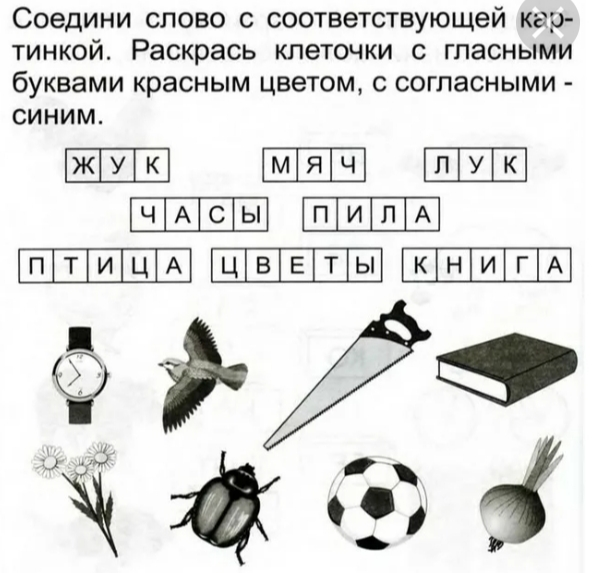 Соедини слово с соответствующей кар-
тинкой. Раскрась клеточки с гласными
буквами красным цветом, с согласными -
синим.
ЖУК МЯЧ ЛУК
ЧАСЫ ПИЛА
ПТИЦА ЦВЕТЫ КНИГА